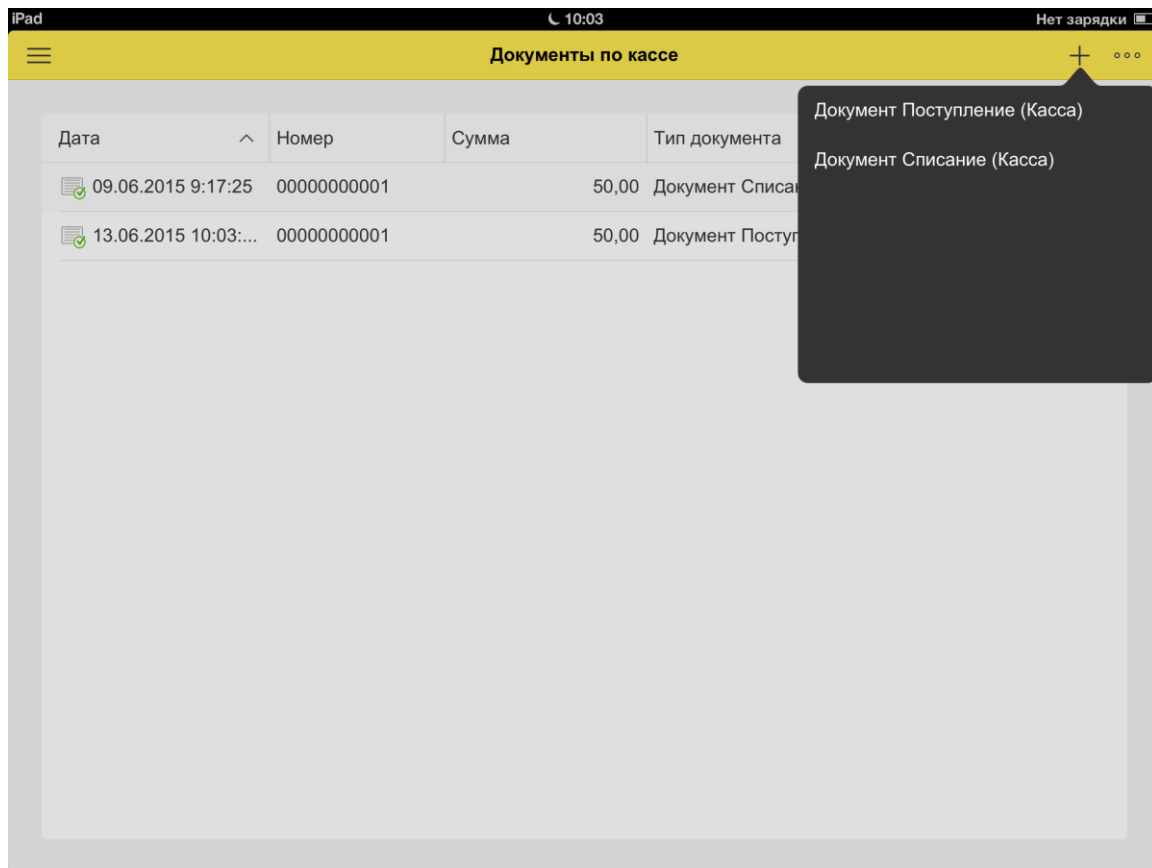 iPad 10:03 Нет зарядки
Документы по кассе
Документ Поступление (Касса)
Документ Списание (Касса)
Дата Номер Сумма Тип документа
09.06.2015 9:17:25 00000000001 50,00 Документ Списан
13.06.2015 10:03:... 00000000001 50,00 Документ Поступ